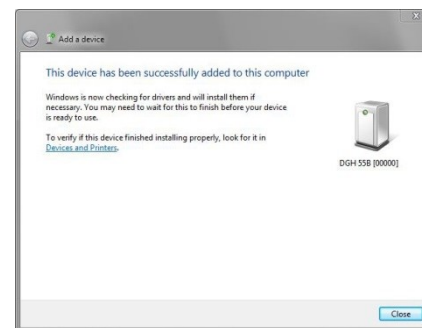 Add a device
This device has been successfully added to this computer
Windows is now checking for drivers and will install them if
necessary. You may need to wait for this to finish before your device
is ready to use.
To verify if this device finished installing properly, look for it in
Devices and Printers.
DGH 55B [00000]
Close